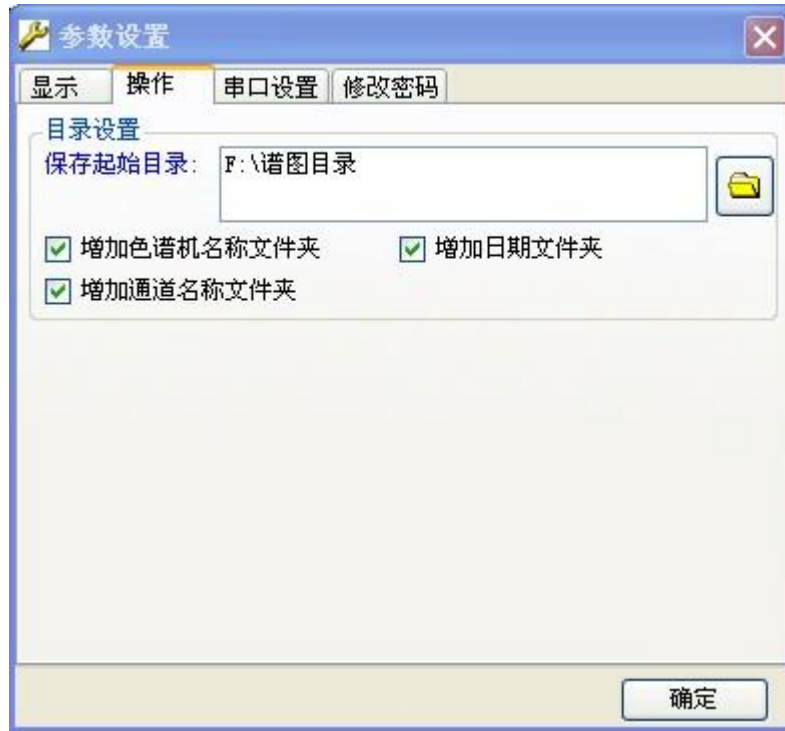 参数设置
显示 操作 串口设置 修改密码
目录设置
保存起始目录: F:\谱图目录
增加色谱机名称文件夹 增加日期文件夹
增加通道名称文件夹
确定